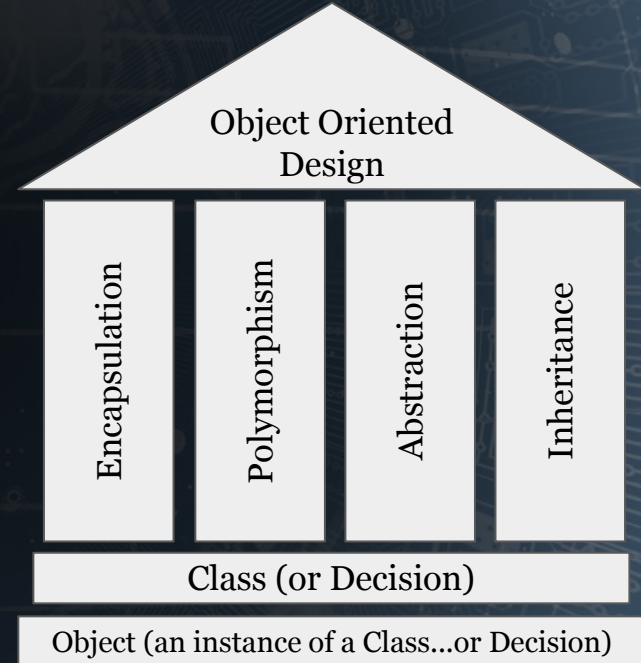 Object Oriented
Design
Encapsulation
Polymorphism
Abstraction
Inheritance
Class (or Decision)
Object (an instance of a Class...or Decision)